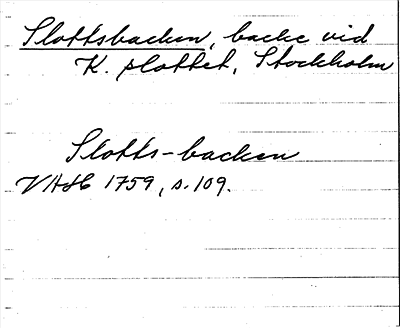 Slottsbacken, backe vid
K. slottet, Stockholm
Slotts-backen
VAH 1759, s. 109.